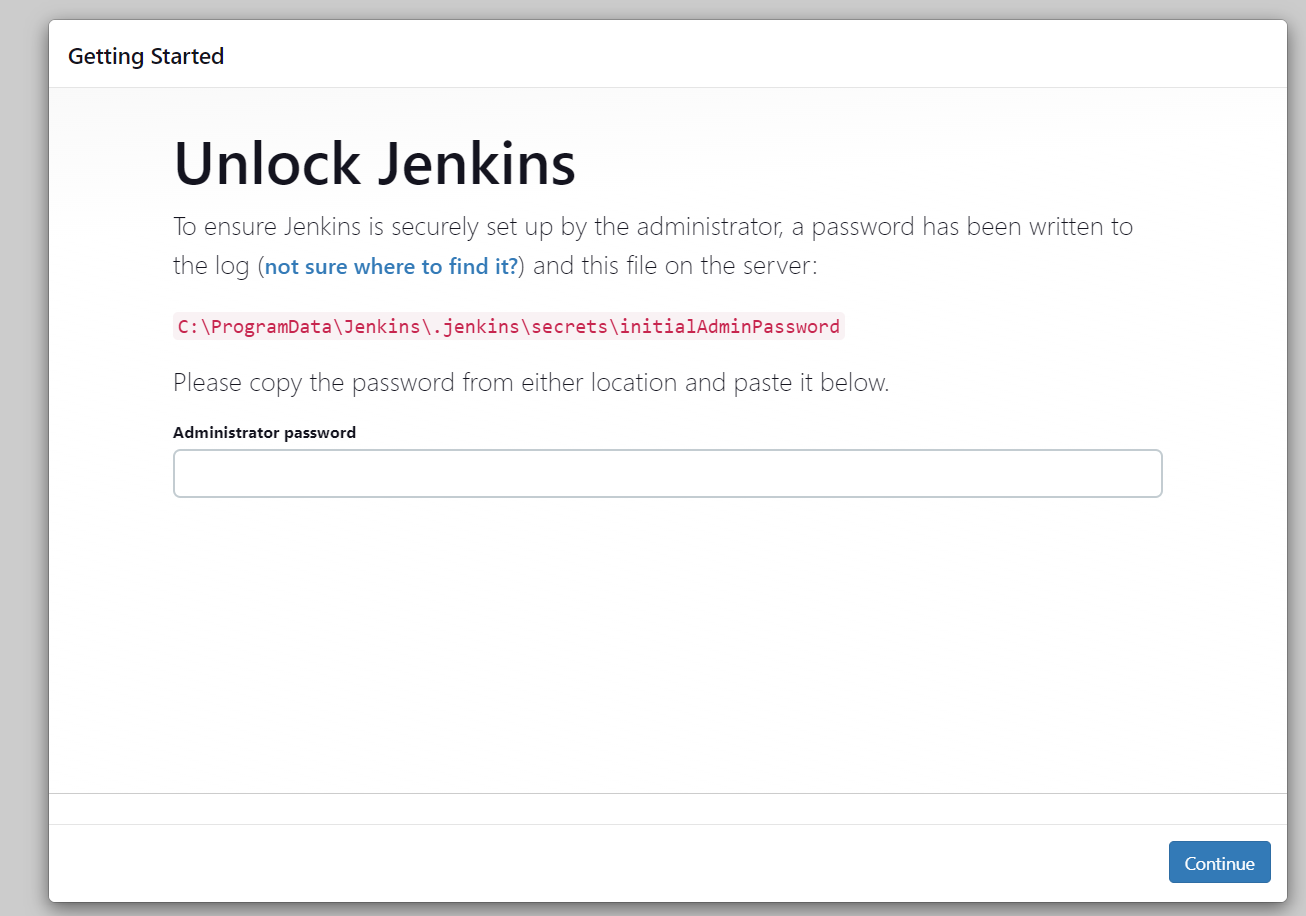 Getting Started
Unlock Jenkins
To ensure Jenkins is securely set up by the administrator, a password has been written to
the log (not sure where to find it?) and this file on the server:
C:\ProgramData\Jenkins\.jenkins\secrets\initialAdminPassword
Please copy the password from either location and paste it below.
Administrator password
Continue